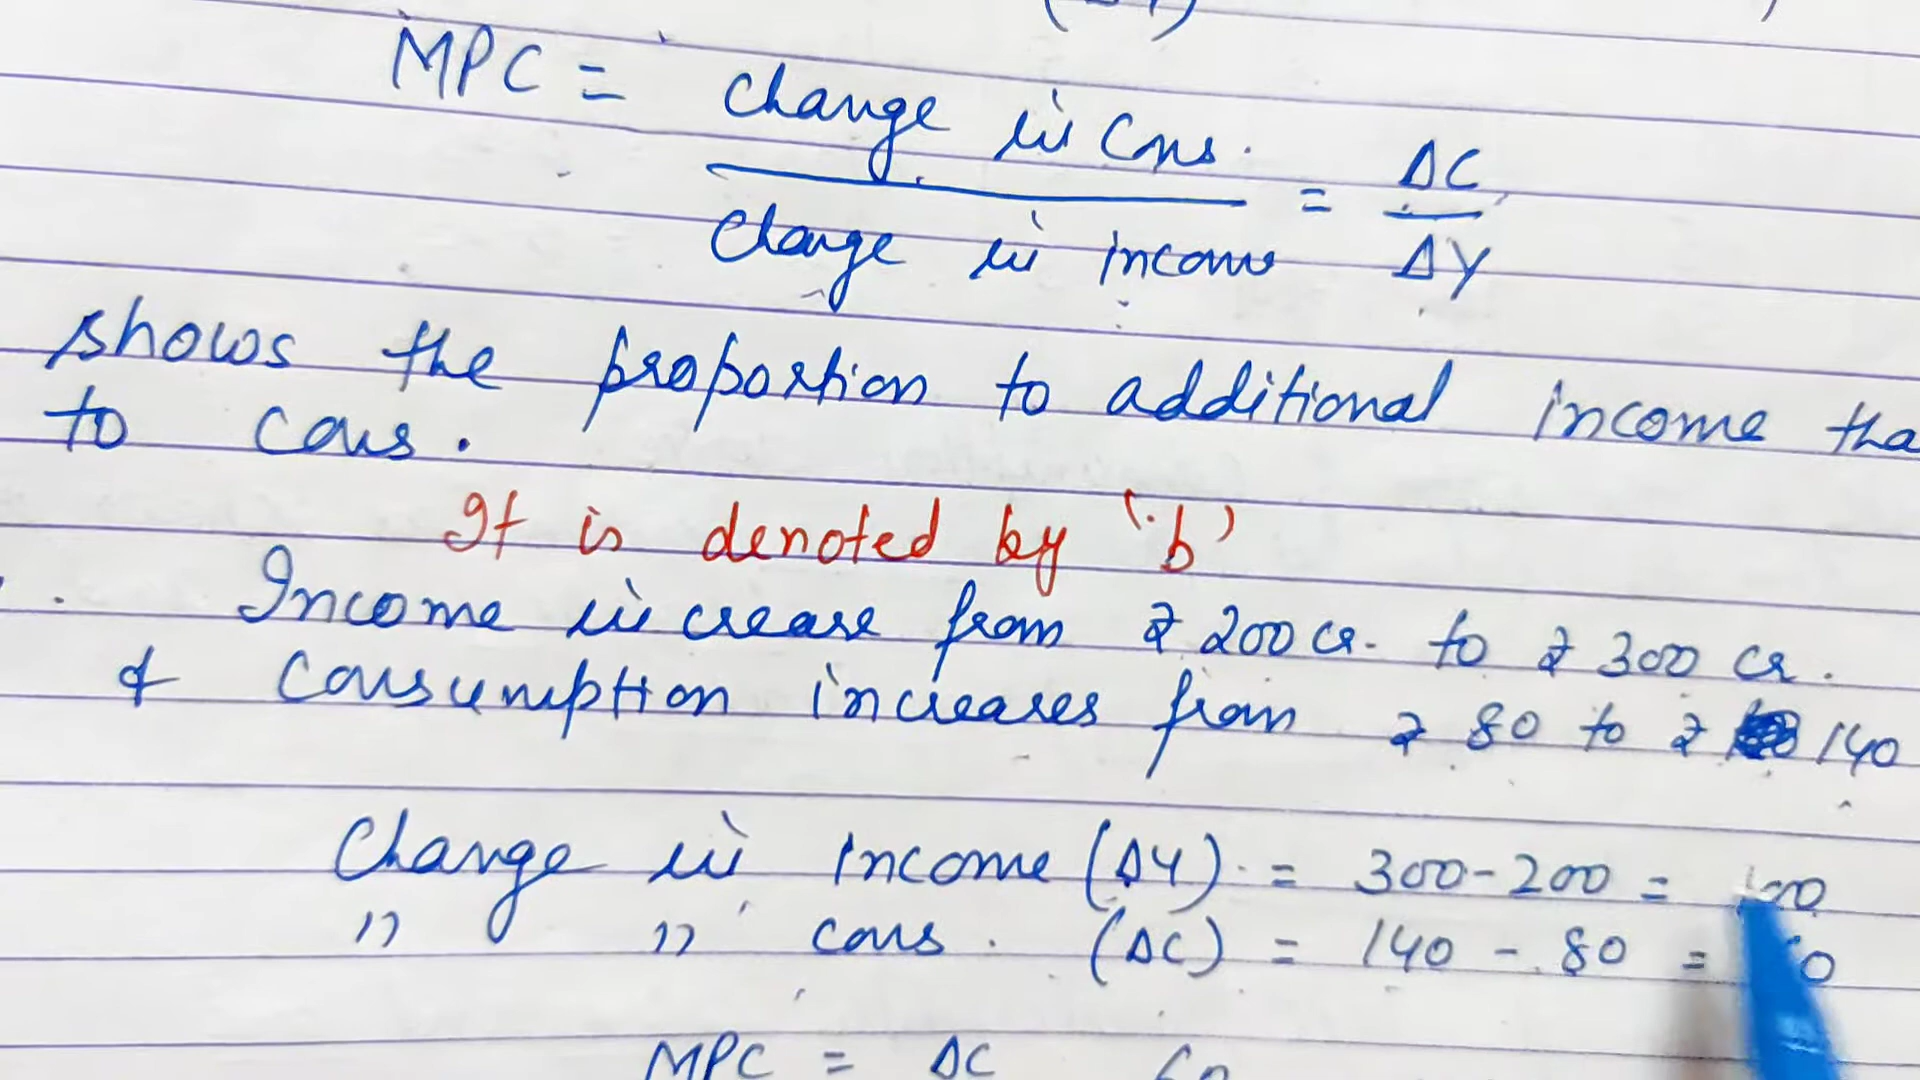 MPC = change in Cons. / Change in income = ΔC / ΔY
shows the proportion to additional income tha
to cons.
It is denoted by 'b'
Income increase from ₹ 200 cr. to ₹ 300 cr.
& Consumption increases from ₹ 80 to ₹ 140
Change in income (ΔY) = 300 - 200 = 100
" " cons. (ΔC) = 140 - 80 =
MPC = ΔC 60